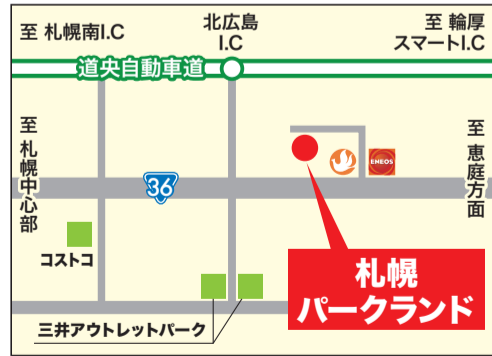 至 札幌南I.C
北広島
I.C
至 輪厚
スマートI.C
道央自動車道
至 札幌中心部
36
ENEOS
至 恵庭方面
コストコ
札幌
パークランド
三井アウトレットパーク